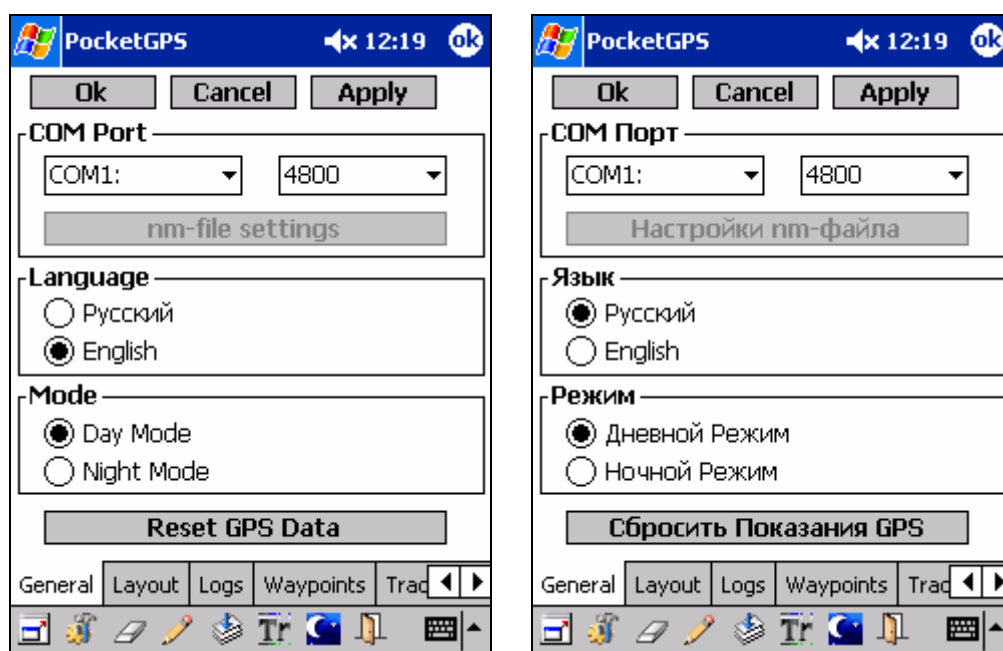 PocketGPS 12:19 ok
Ok Cancel Apply
COM Port
COM1: 4800
nm-file settings
Language
Русский
English
Mode
Day Mode
Night Mode
Reset GPS Data
General Layout Logs Waypoints Trac
Tr
PocketGPS 12:19 ok
Ok Cancel Apply
COM Порт
COM1: 4800
Настройки nm-файла
Язык
Русский
English
Режим
Дневной Режим
Ночной Режим
Сбросить Показания GPS
General Layout Logs Waypoints Trac
Tr